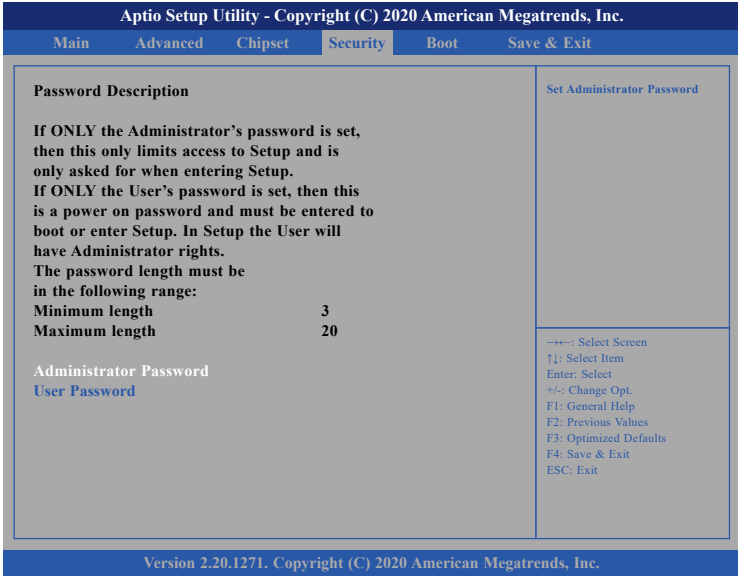 Aptio Setup Utility - Copyright (C) 2020 American Megatrends, Inc.
Main Advanced Chipset Security Boot Save & Exit
Password Description
If ONLY the Administrator’s password is set,
then this only limits access to Setup and is
only asked for when entering Setup.
If ONLY the User’s password is set, then this
is a power on password and must be entered to
boot or enter Setup. In Setup the User will
have Administrator rights.
The password length must be
in the following range:
Minimum length 3
Maximum length 20
Administrator Password
User Password
Set Administrator Password
→←: Select Screen
↑↓: Select Item
Enter: Select
+/-: Change Opt.
F1: General Help
F2: Previous Values
F3: Optimized Defaults
F4: Save & Exit
ESC: Exit
Version 2.20.1271. Copyright (C) 2020 American Megatrends, Inc.